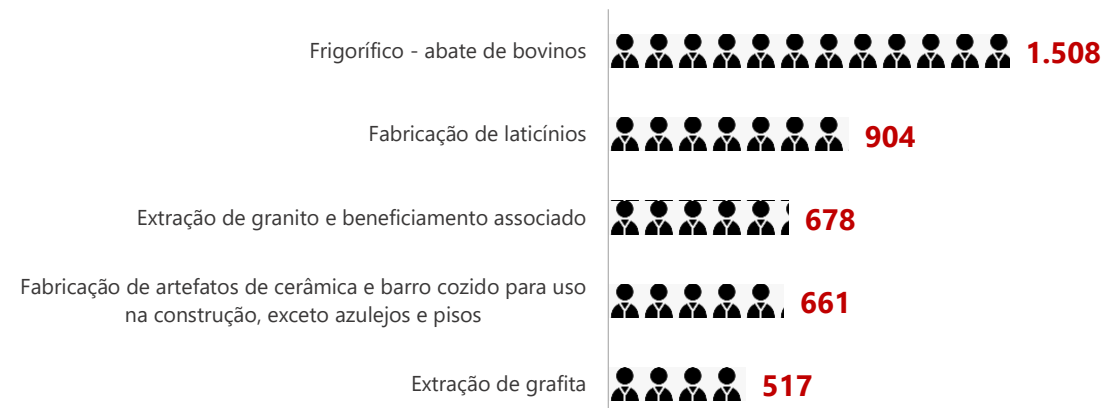 Frigorífico - abate de bovinos
1.508
Fabricação de laticínios
904
Extração de granito e beneficiamento associado
678
Fabricação de artefatos de cerâmica e barro cozido para uso
na construção, exceto azulejos e pisos
661
Extração de grafita
517